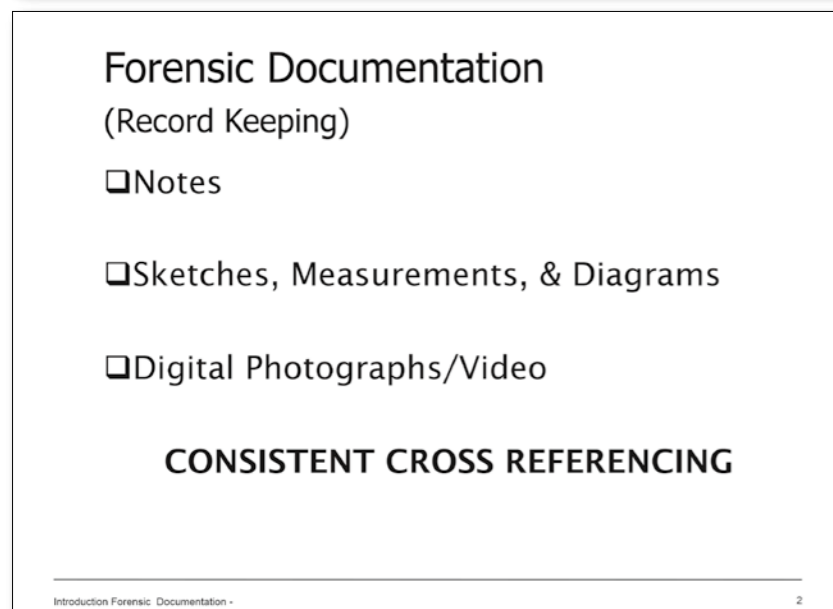 Forensic Documentation
(Record Keeping)
❑Notes
❑Sketches, Measurements, & Diagrams
❑Digital Photographs/Video
CONSISTENT CROSS REFERENCING
Introduction Forensic Documentation -
2